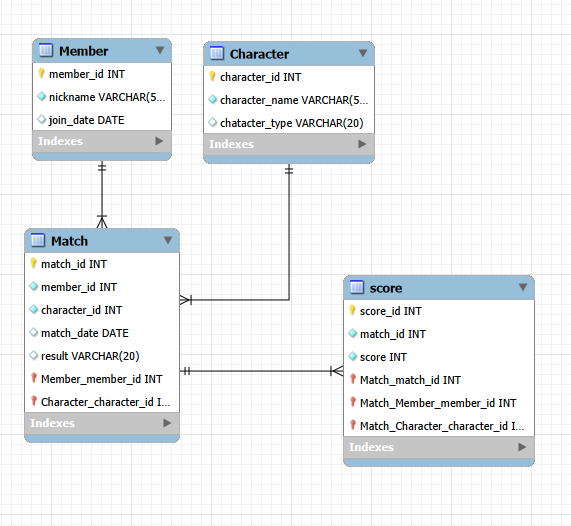 Member
member_id INT
nickname VARCHAR(5...
join_date DATE
Indexes
Character
character_id INT
character_name VARCHAR(5...
chatacter_type VARCHAR(20)
Indexes
Match
match_id INT
member_id INT
character_id INT
match_date DATE
result VARCHAR(20)
Member_member_id INT
Character_character_id I...
Indexes
score
score_id INT
match_id INT
score INT
Match_match_id INT
Match_Member_member_id INT
Match_Character_character_id I...
Indexes